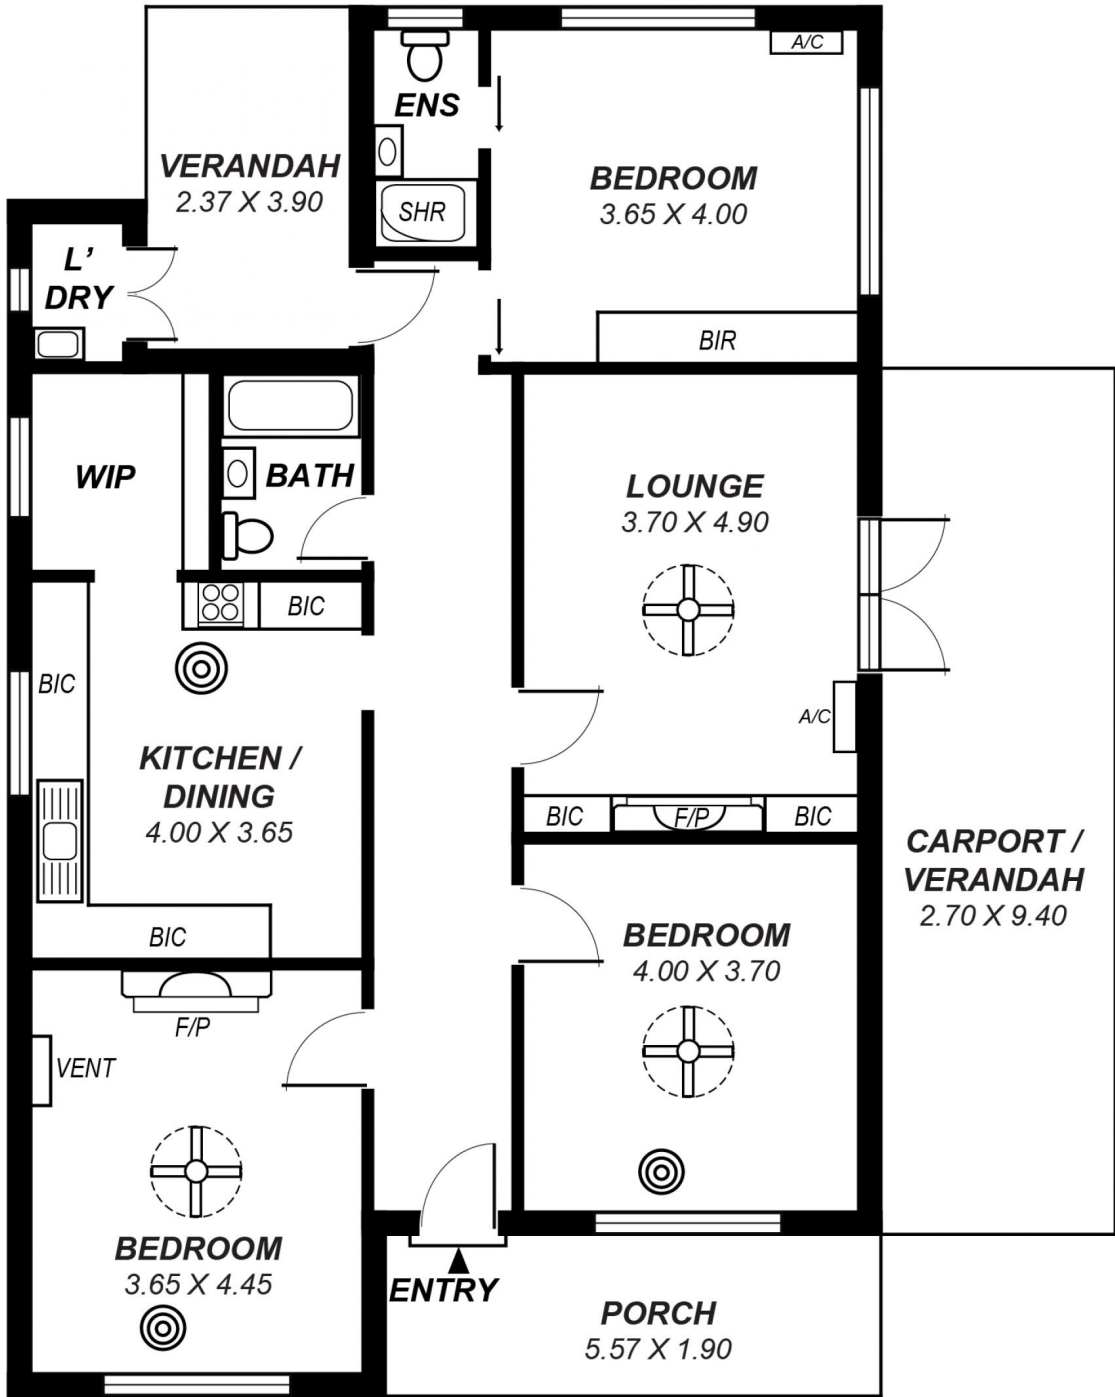 A/C
ENS
VERANDAH
2.37 X 3.90
BEDROOM
3.65 X 4.00
SHR
L'
DRY
BIR
WIP
BATH
LOUNGE
3.70 X 4.90
BIC
BIC
A/C
KITCHEN /
DINING
4.00 X 3.65
BIC
F/P
BIC
CARPORT /
VERANDAH
2.70 X 9.40
BIC
BEDROOM
4.00 X 3.70
F/P
VENT
BEDROOM
3.65 X 4.45
ENTRY
PORCH
5.57 X 1.90